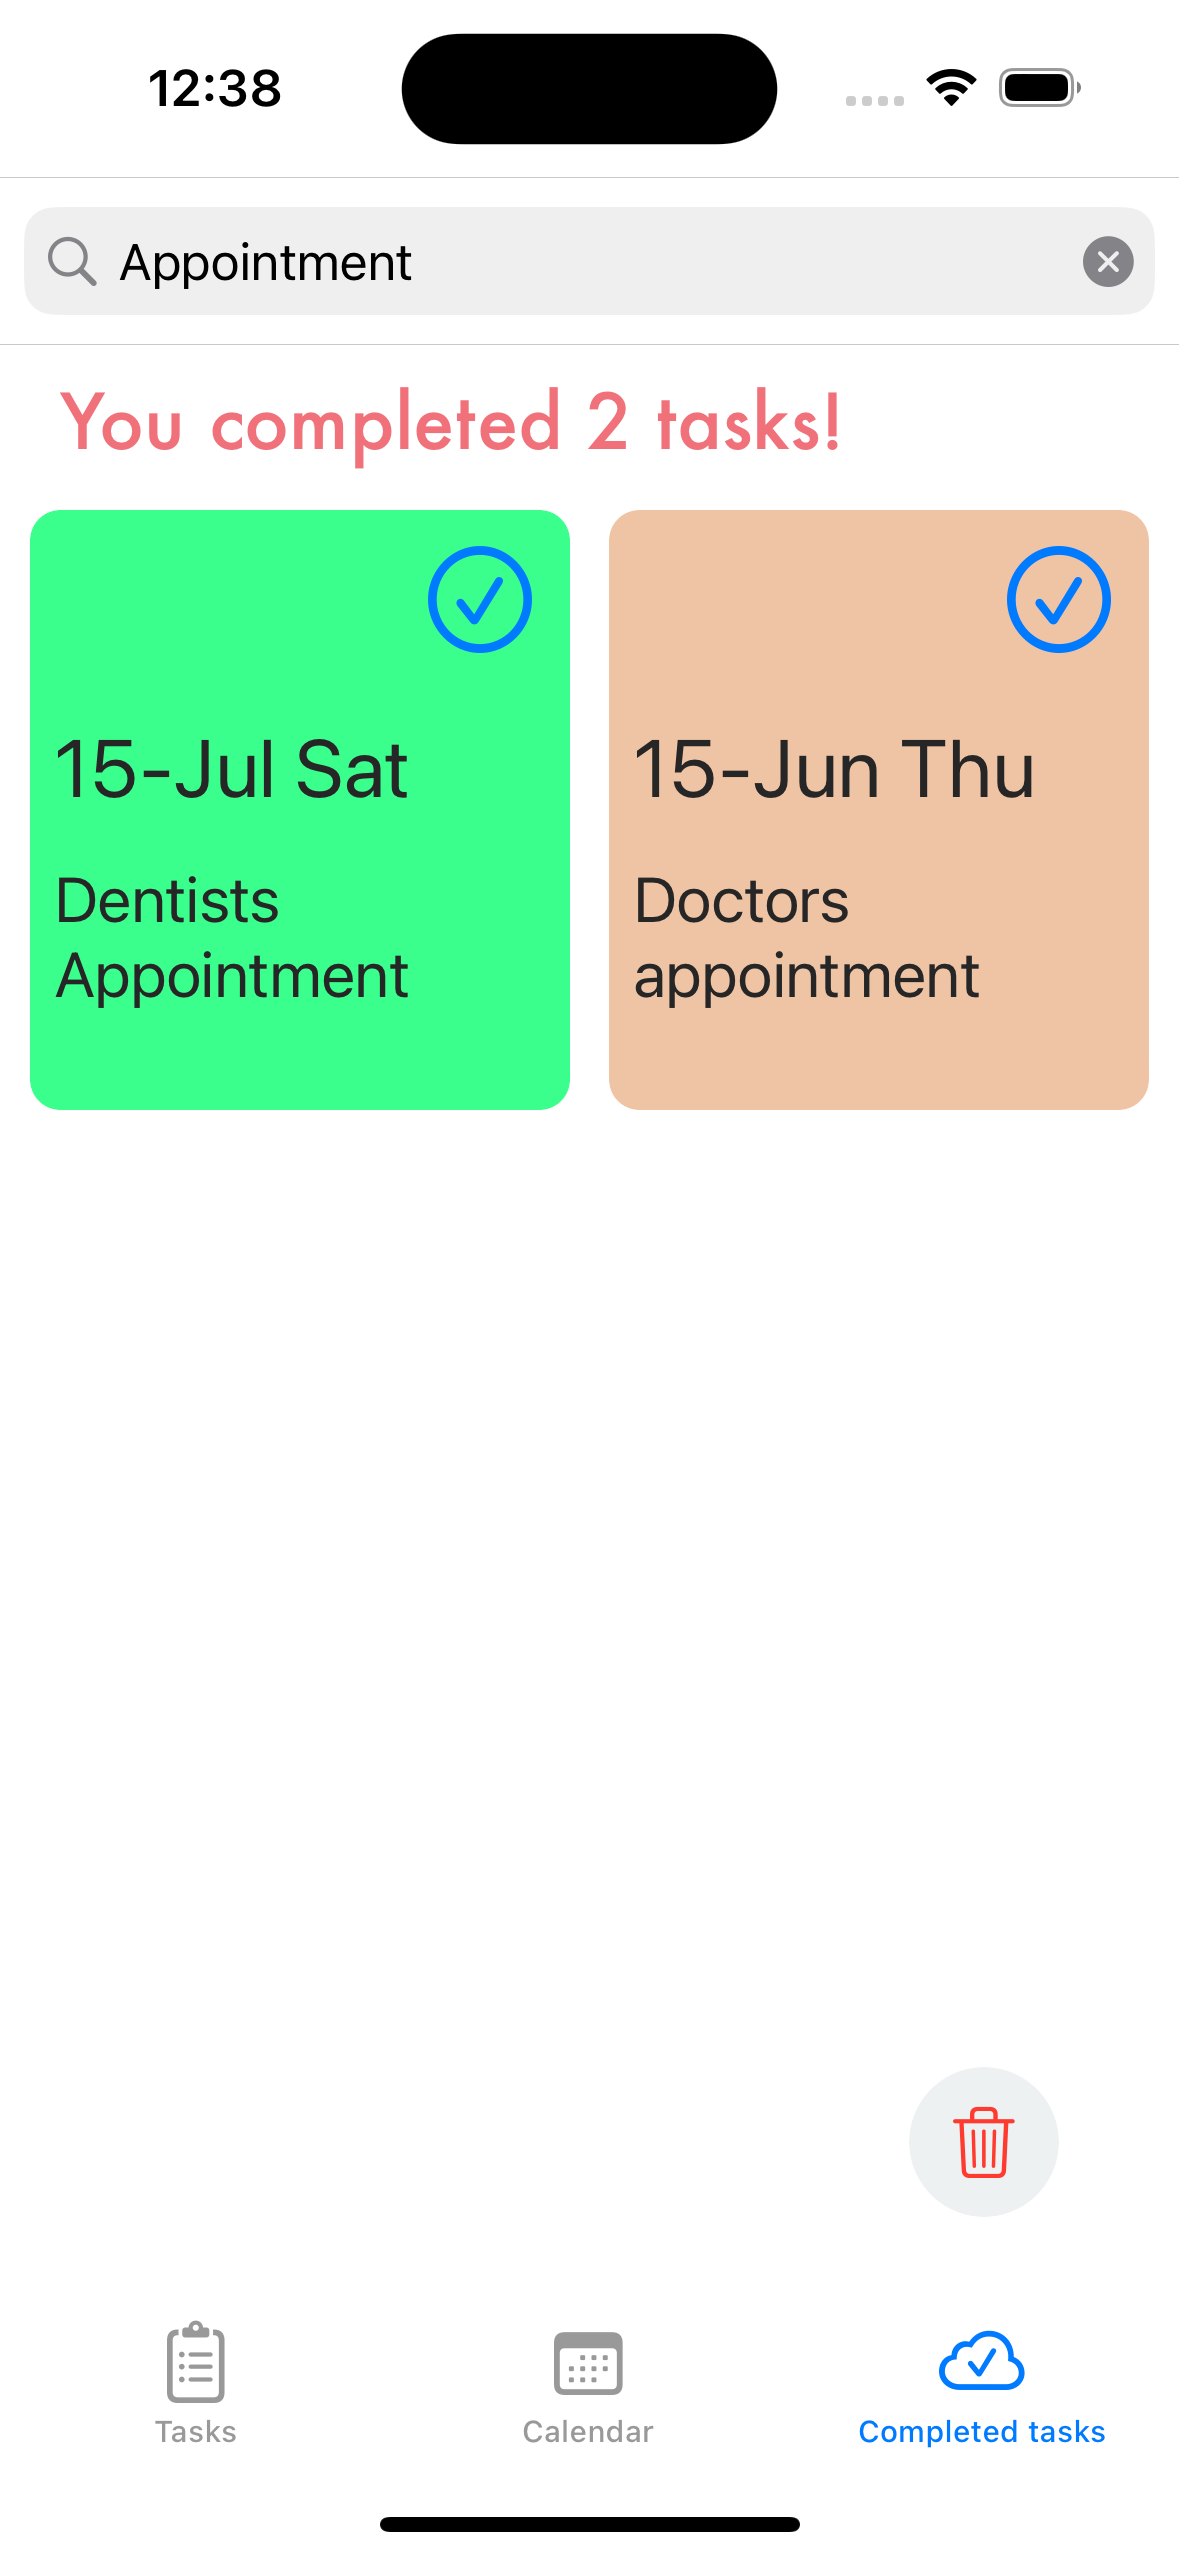 12:38
Appointment
You completed 2 tasks!
15-Jul Sat
Dentists
Appointment
15-Jun Thu
Doctors
appointment
Tasks
Calendar
Completed tasks